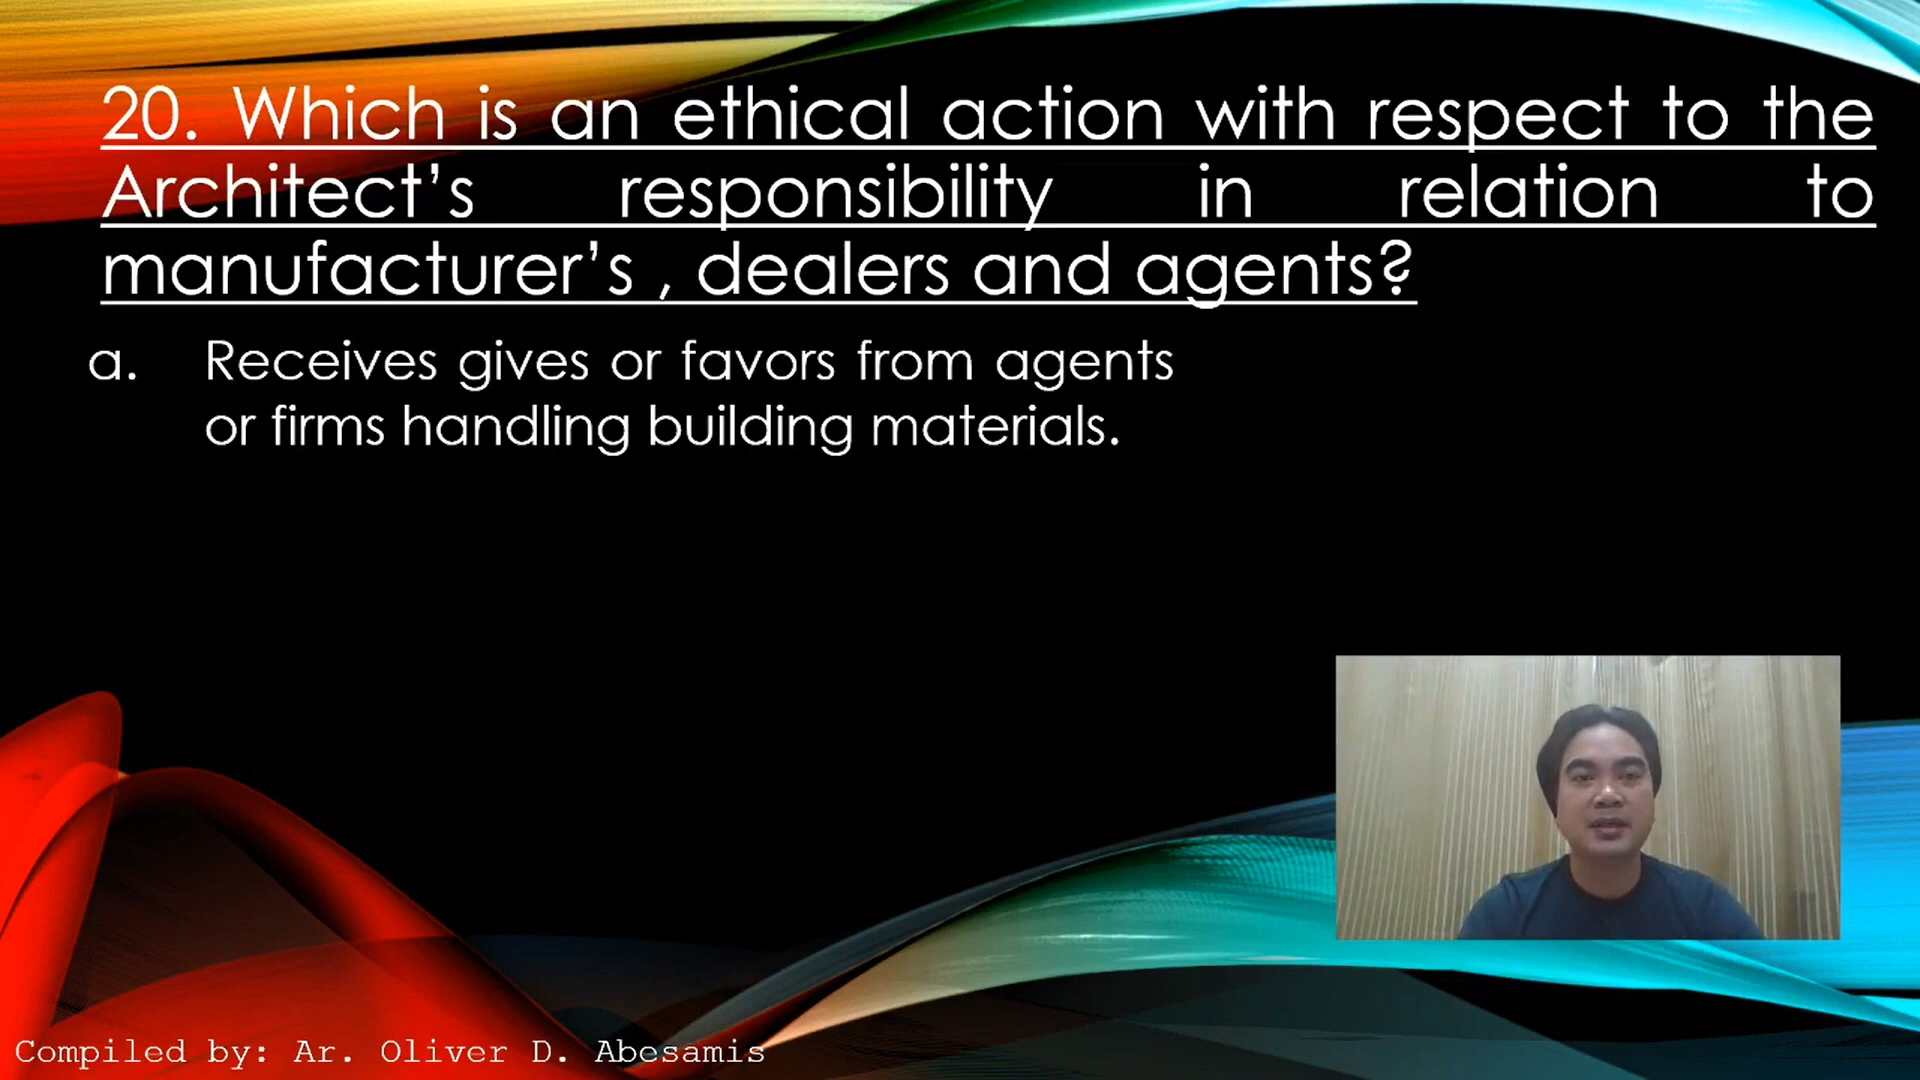 20. Which is an ethical action with respect to the
Architect’s responsibility in relation to
manufacturer’s , dealers and agents?
a. Receives gives or favors from agents
or firms handling building materials.
Compiled by: Ar. Oliver D. Abesamis